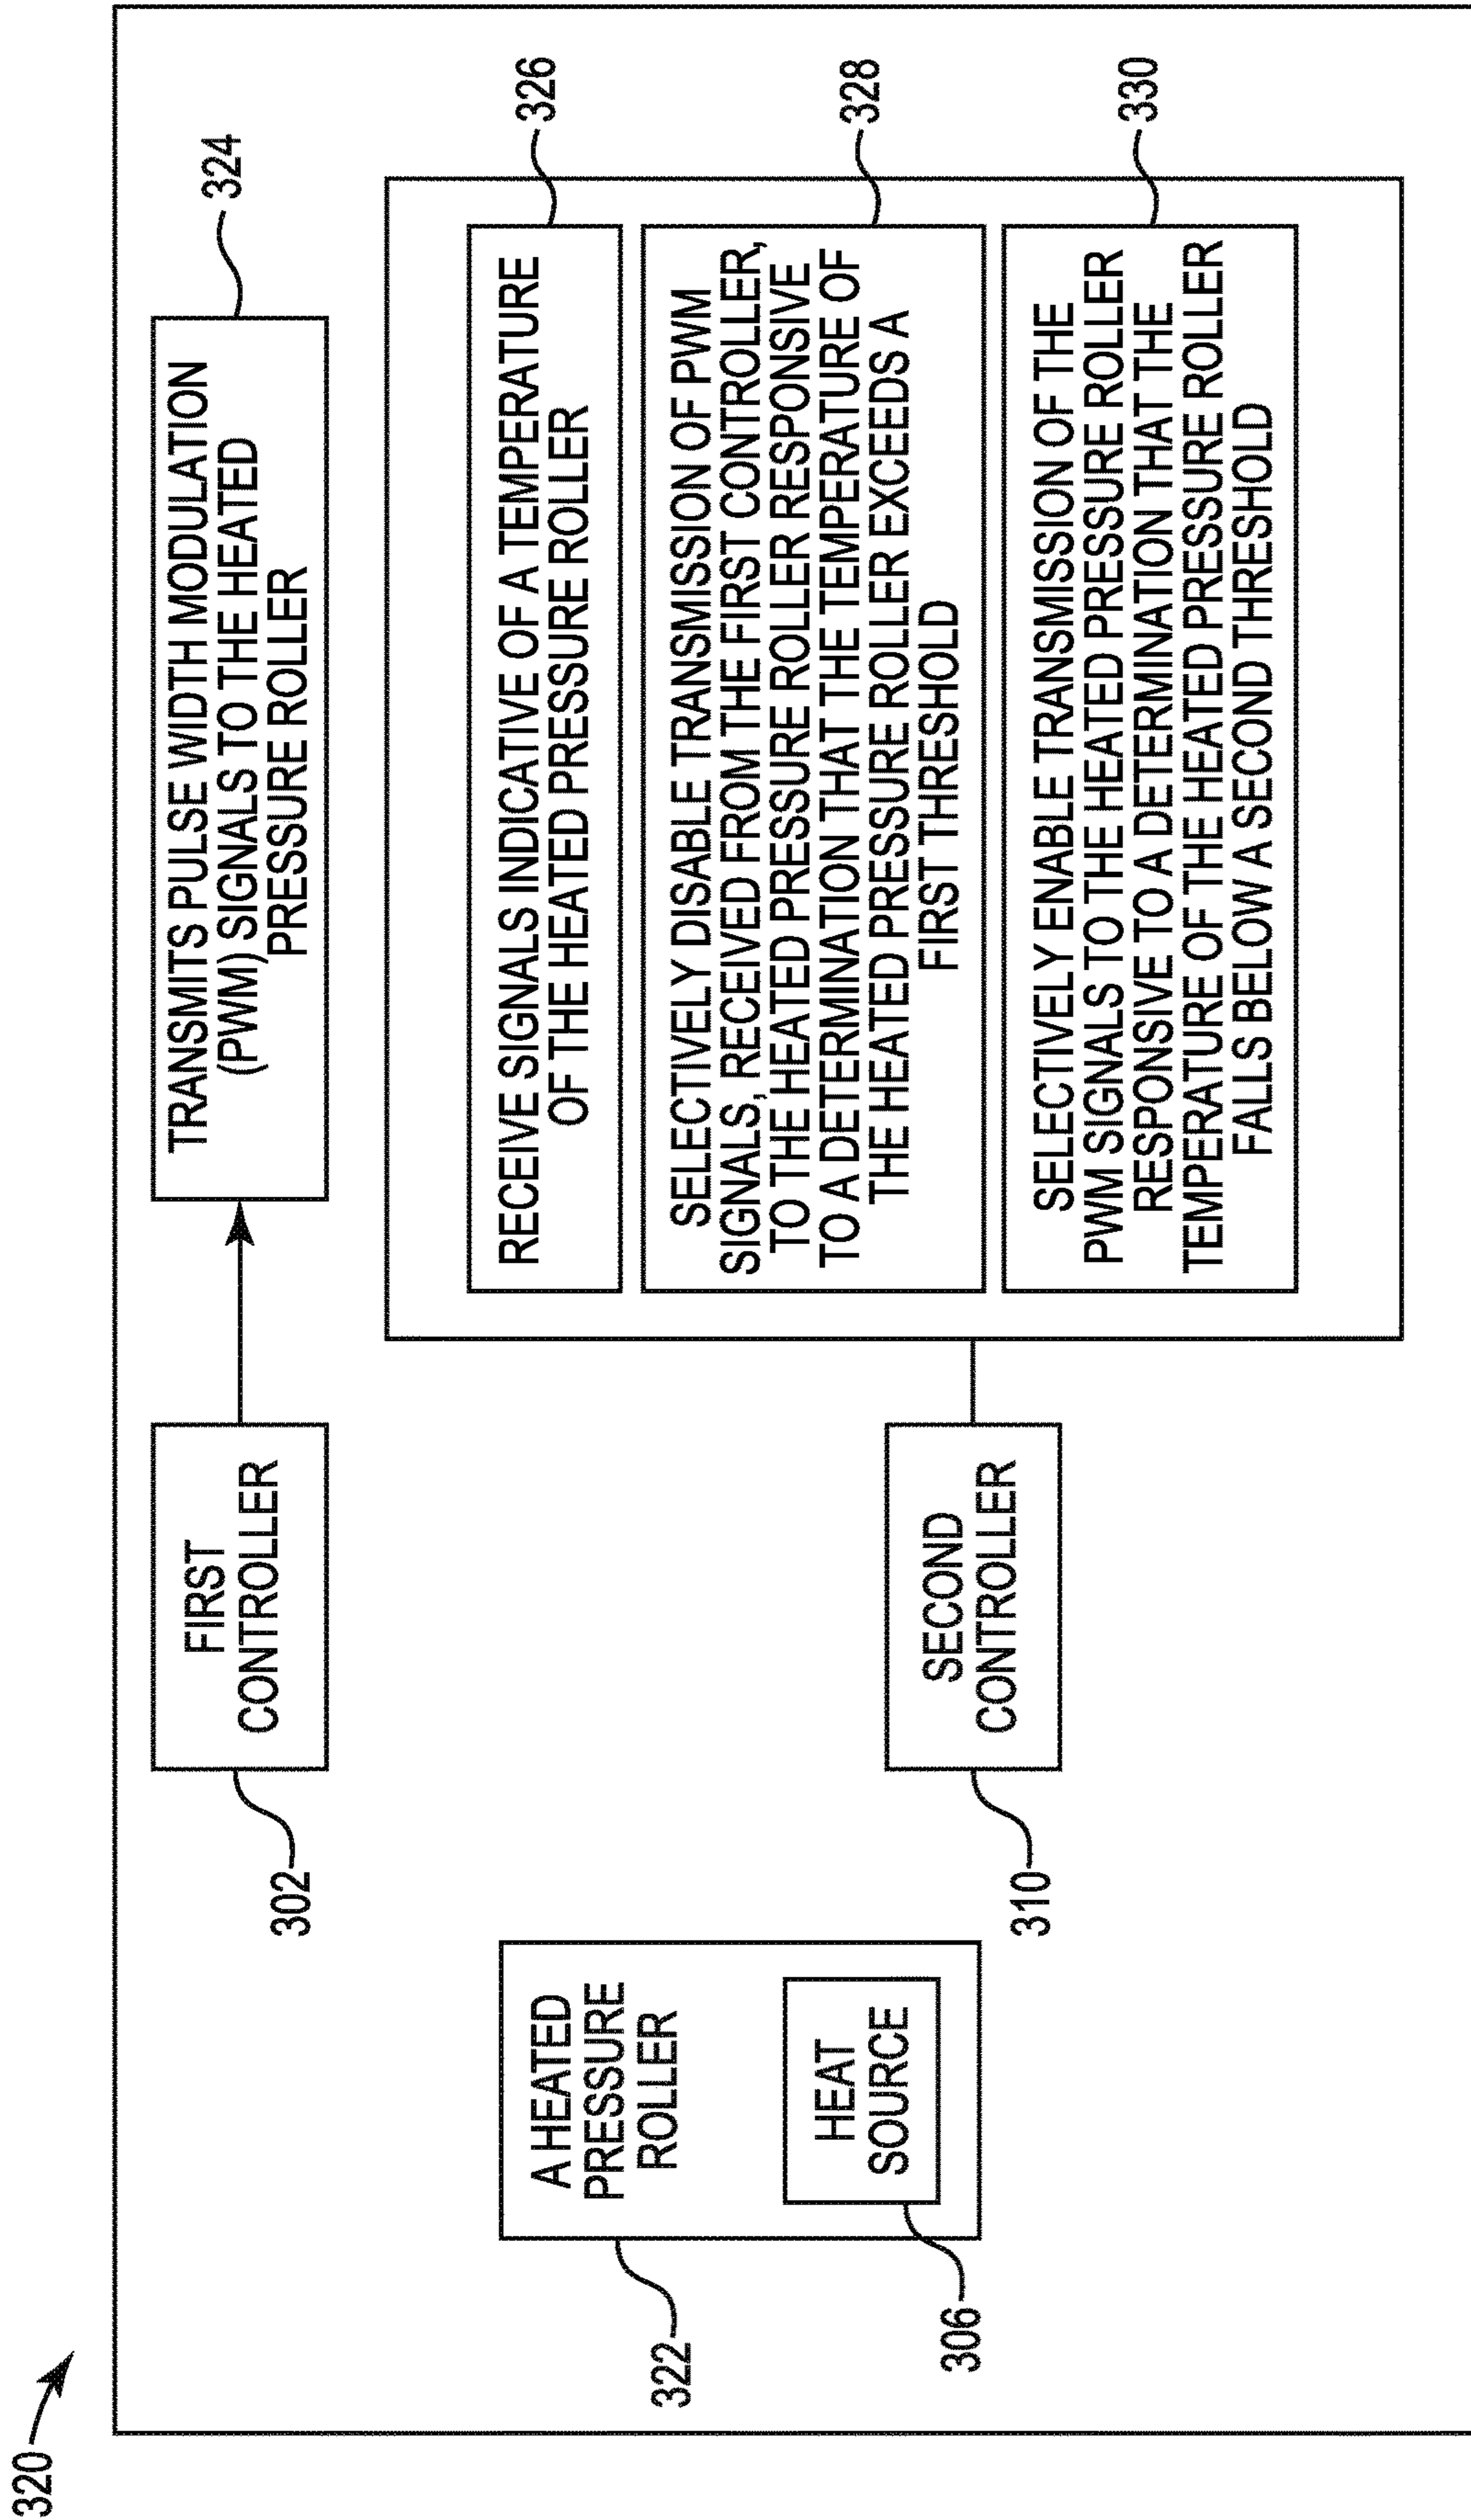 320
322
A HEATED
PRESSURE
ROLLER
306
HEAT
SOURCE
302
FIRST
CONTROLLER
324
TRANSMITS PULSE WIDTH MODULATION
(PWM) SIGNALS TO THE HEATED
PRESSURE ROLLER
310
SECOND
CONTROLLER
326
RECEIVE SIGNALS INDICATIVE OF A TEMPERATURE
OF THE HEATED PRESSURE ROLLER
328
SELECTIVELY DISABLE TRANSMISSION OF PWM
SIGNALS, RECEIVED FROM THE FIRST CONTROLLER,
TO THE HEATED PRESSURE ROLLER RESPONSIVE
TO A DETERMINATION THAT THE TEMPERATURE OF
THE HEATED PRESSURE ROLLER EXCEEDS A
FIRST THRESHOLD
330
SELECTIVELY ENABLE TRANSMISSION OF THE
PWM SIGNALS TO THE HEATED PRESSURE ROLLER
RESPONSIVE TO A DETERMINATION THAT THE
TEMPERATURE OF THE HEATED PRESSURE ROLLER
FALLS BELOW A SECOND THRESHOLD